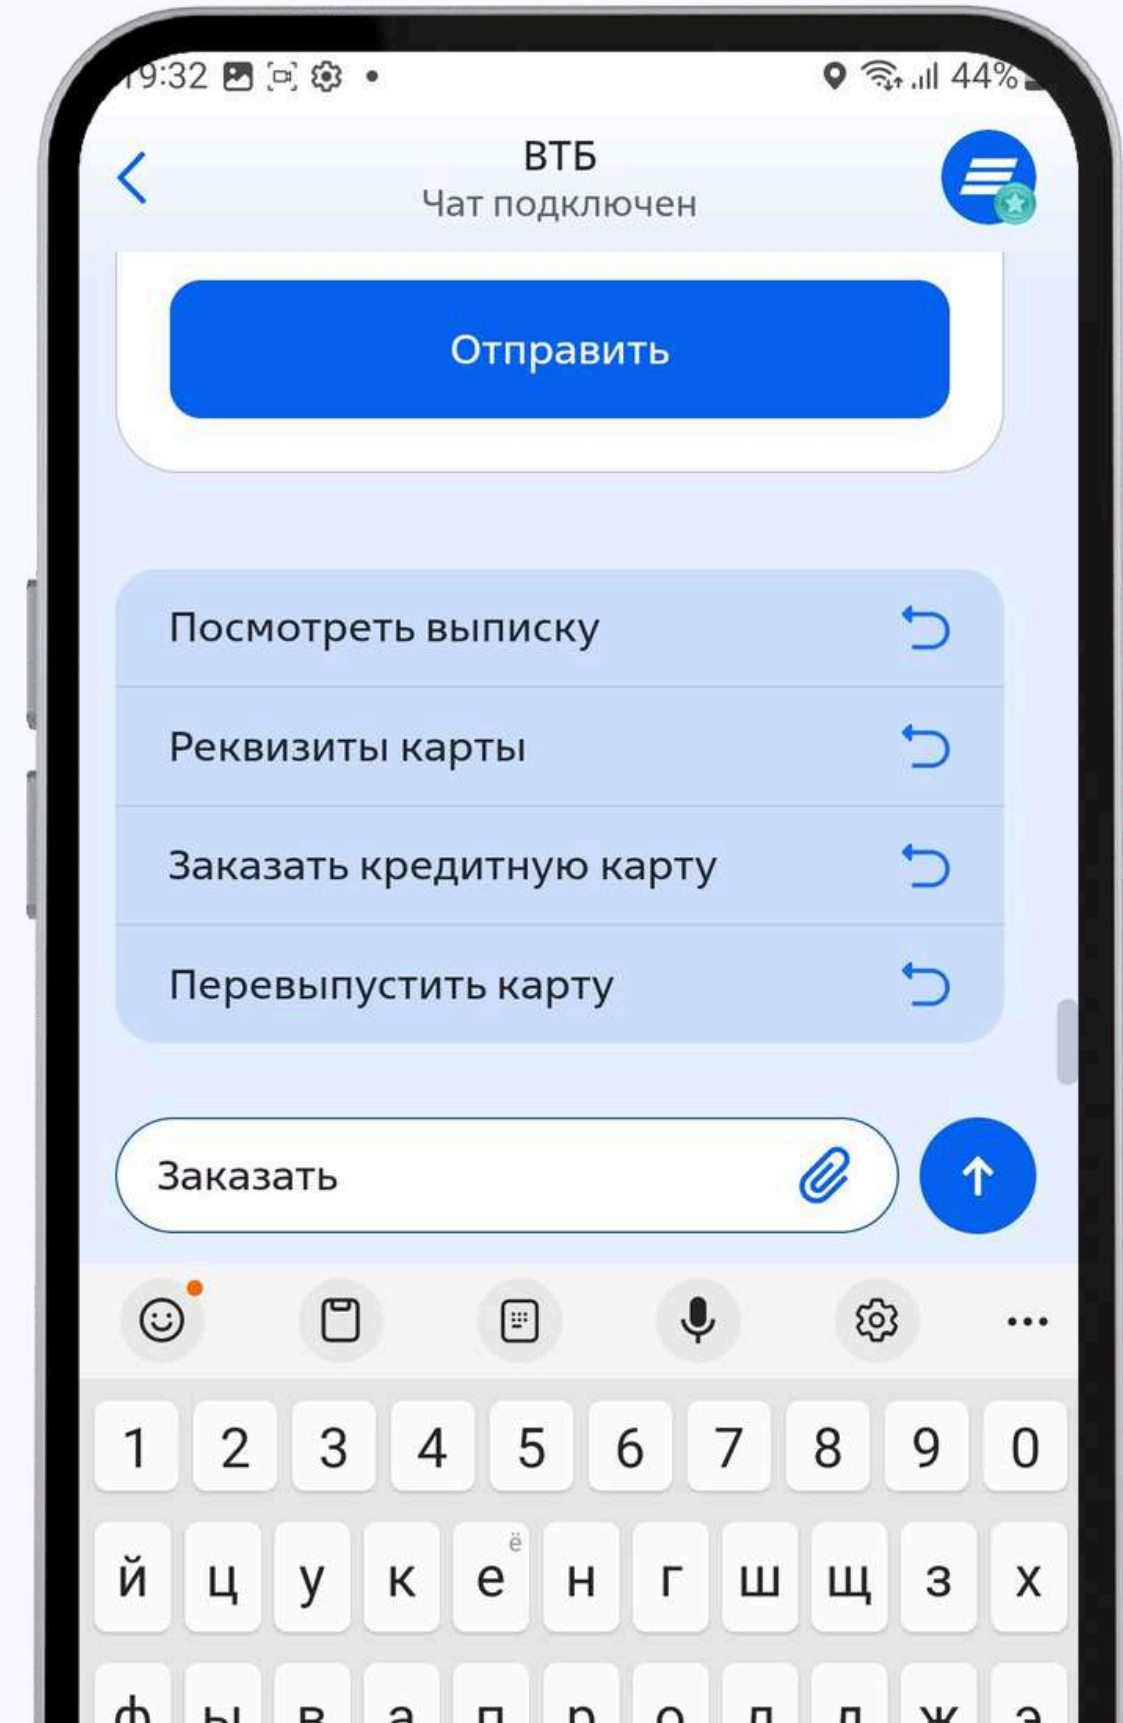 19:32 44%
ВТБ
Чат подключен
Отправить
Посмотреть выписку
Реквизиты карты
Заказать кредитную карту
Перевыпустить карту
Заказать
1 2 3 4 5 6 7 8 9 0
ё
й ц у к е н г ш щ з х
ф ы в а п р о л д ж э